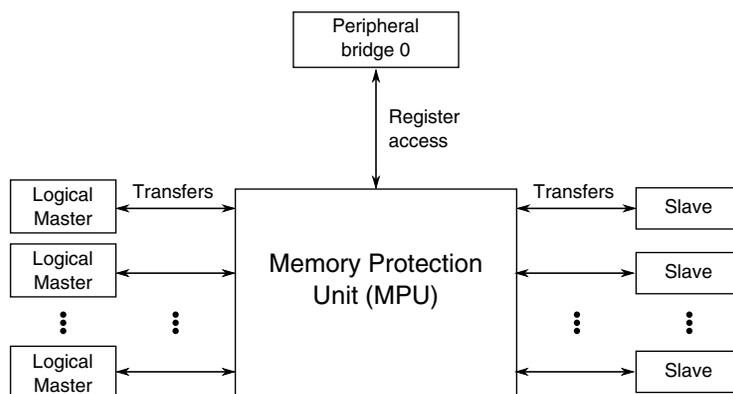 Peripheral
bridge 0
Register
access
Logical
Master
Transfers
Memory Protection
Unit (MPU)
Transfers
Slave
Logical
Master
Slave
Logical
Master
Slave